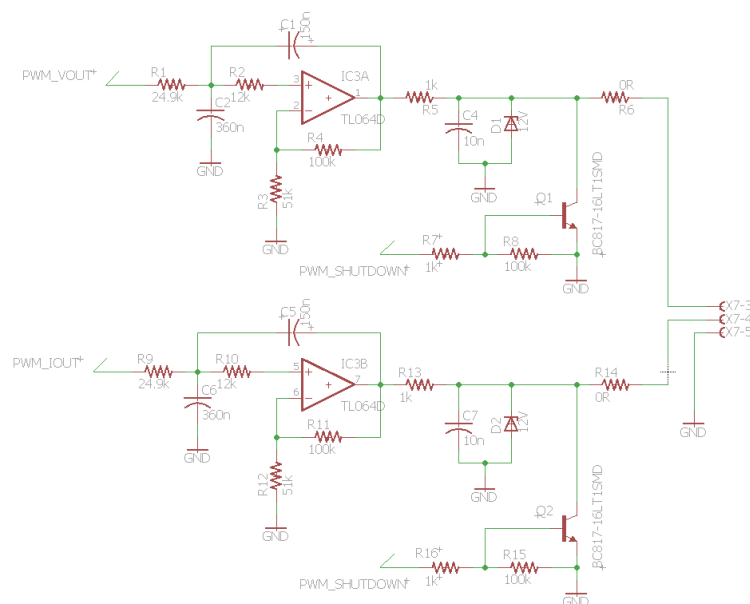 C1
150n
PWM_VOUT
R1
24.9k
R2
12k
C2
360n
GND
3
2
1
IC3A
TL064D
R4
100k
R3
51k
GND
1k
R5
C4
10n
D1
12V
GND
0R
R6
Q1
BC817-16LT1SMD
PWM_SHUTDOWN
R7
1k
R8
100k
GND
X7-3
X7-4
X7-5
GND
C5
150n
PWM_IOUT
R9
24.9k
R10
12k
C6
360n
GND
5
6
7
IC3B
TL064D
R11
100k
R12
51k
GND
R13
1k
C7
10n
D2
12V
GND
R14
0R
Q2
BC817-16LT1SMD
PWM_SHUTDOWN
R16
1k
R15
100k
GND